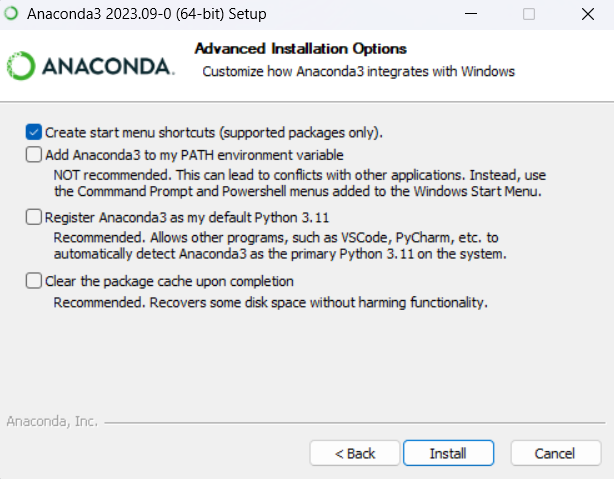 Anaconda3 2023.09-0 (64-bit) Setup
Advanced Installation Options
Customize how Anaconda3 integrates with Windows
ANACONDA.
Create start menu shortcuts (supported packages only).
Add Anaconda3 to my PATH environment variable
NOT recommended. This can lead to conflicts with other applications. Instead, use
the Commmand Prompt and Powershell menus added to the Windows Start Menu.
Register Anaconda3 as my default Python 3.11
Recommended. Allows other programs, such as VSCode, PyCharm, etc. to
automatically detect Anaconda3 as the primary Python 3.11 on the system.
Clear the package cache upon completion
Recommended. Recovers some disk space without harming functionality.
Anaconda, Inc.
< Back
Install
Cancel